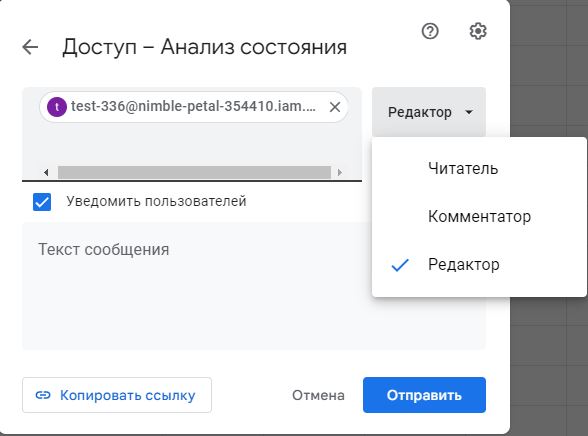 Доступ – Анализ состояния
t test-336@nimble-petal-354410.iam....
Редактор
Читатель
Комментатор
Редактор
Уведомить пользователей
Текст сообщения
Копировать ссылку
Отмена
Отправить